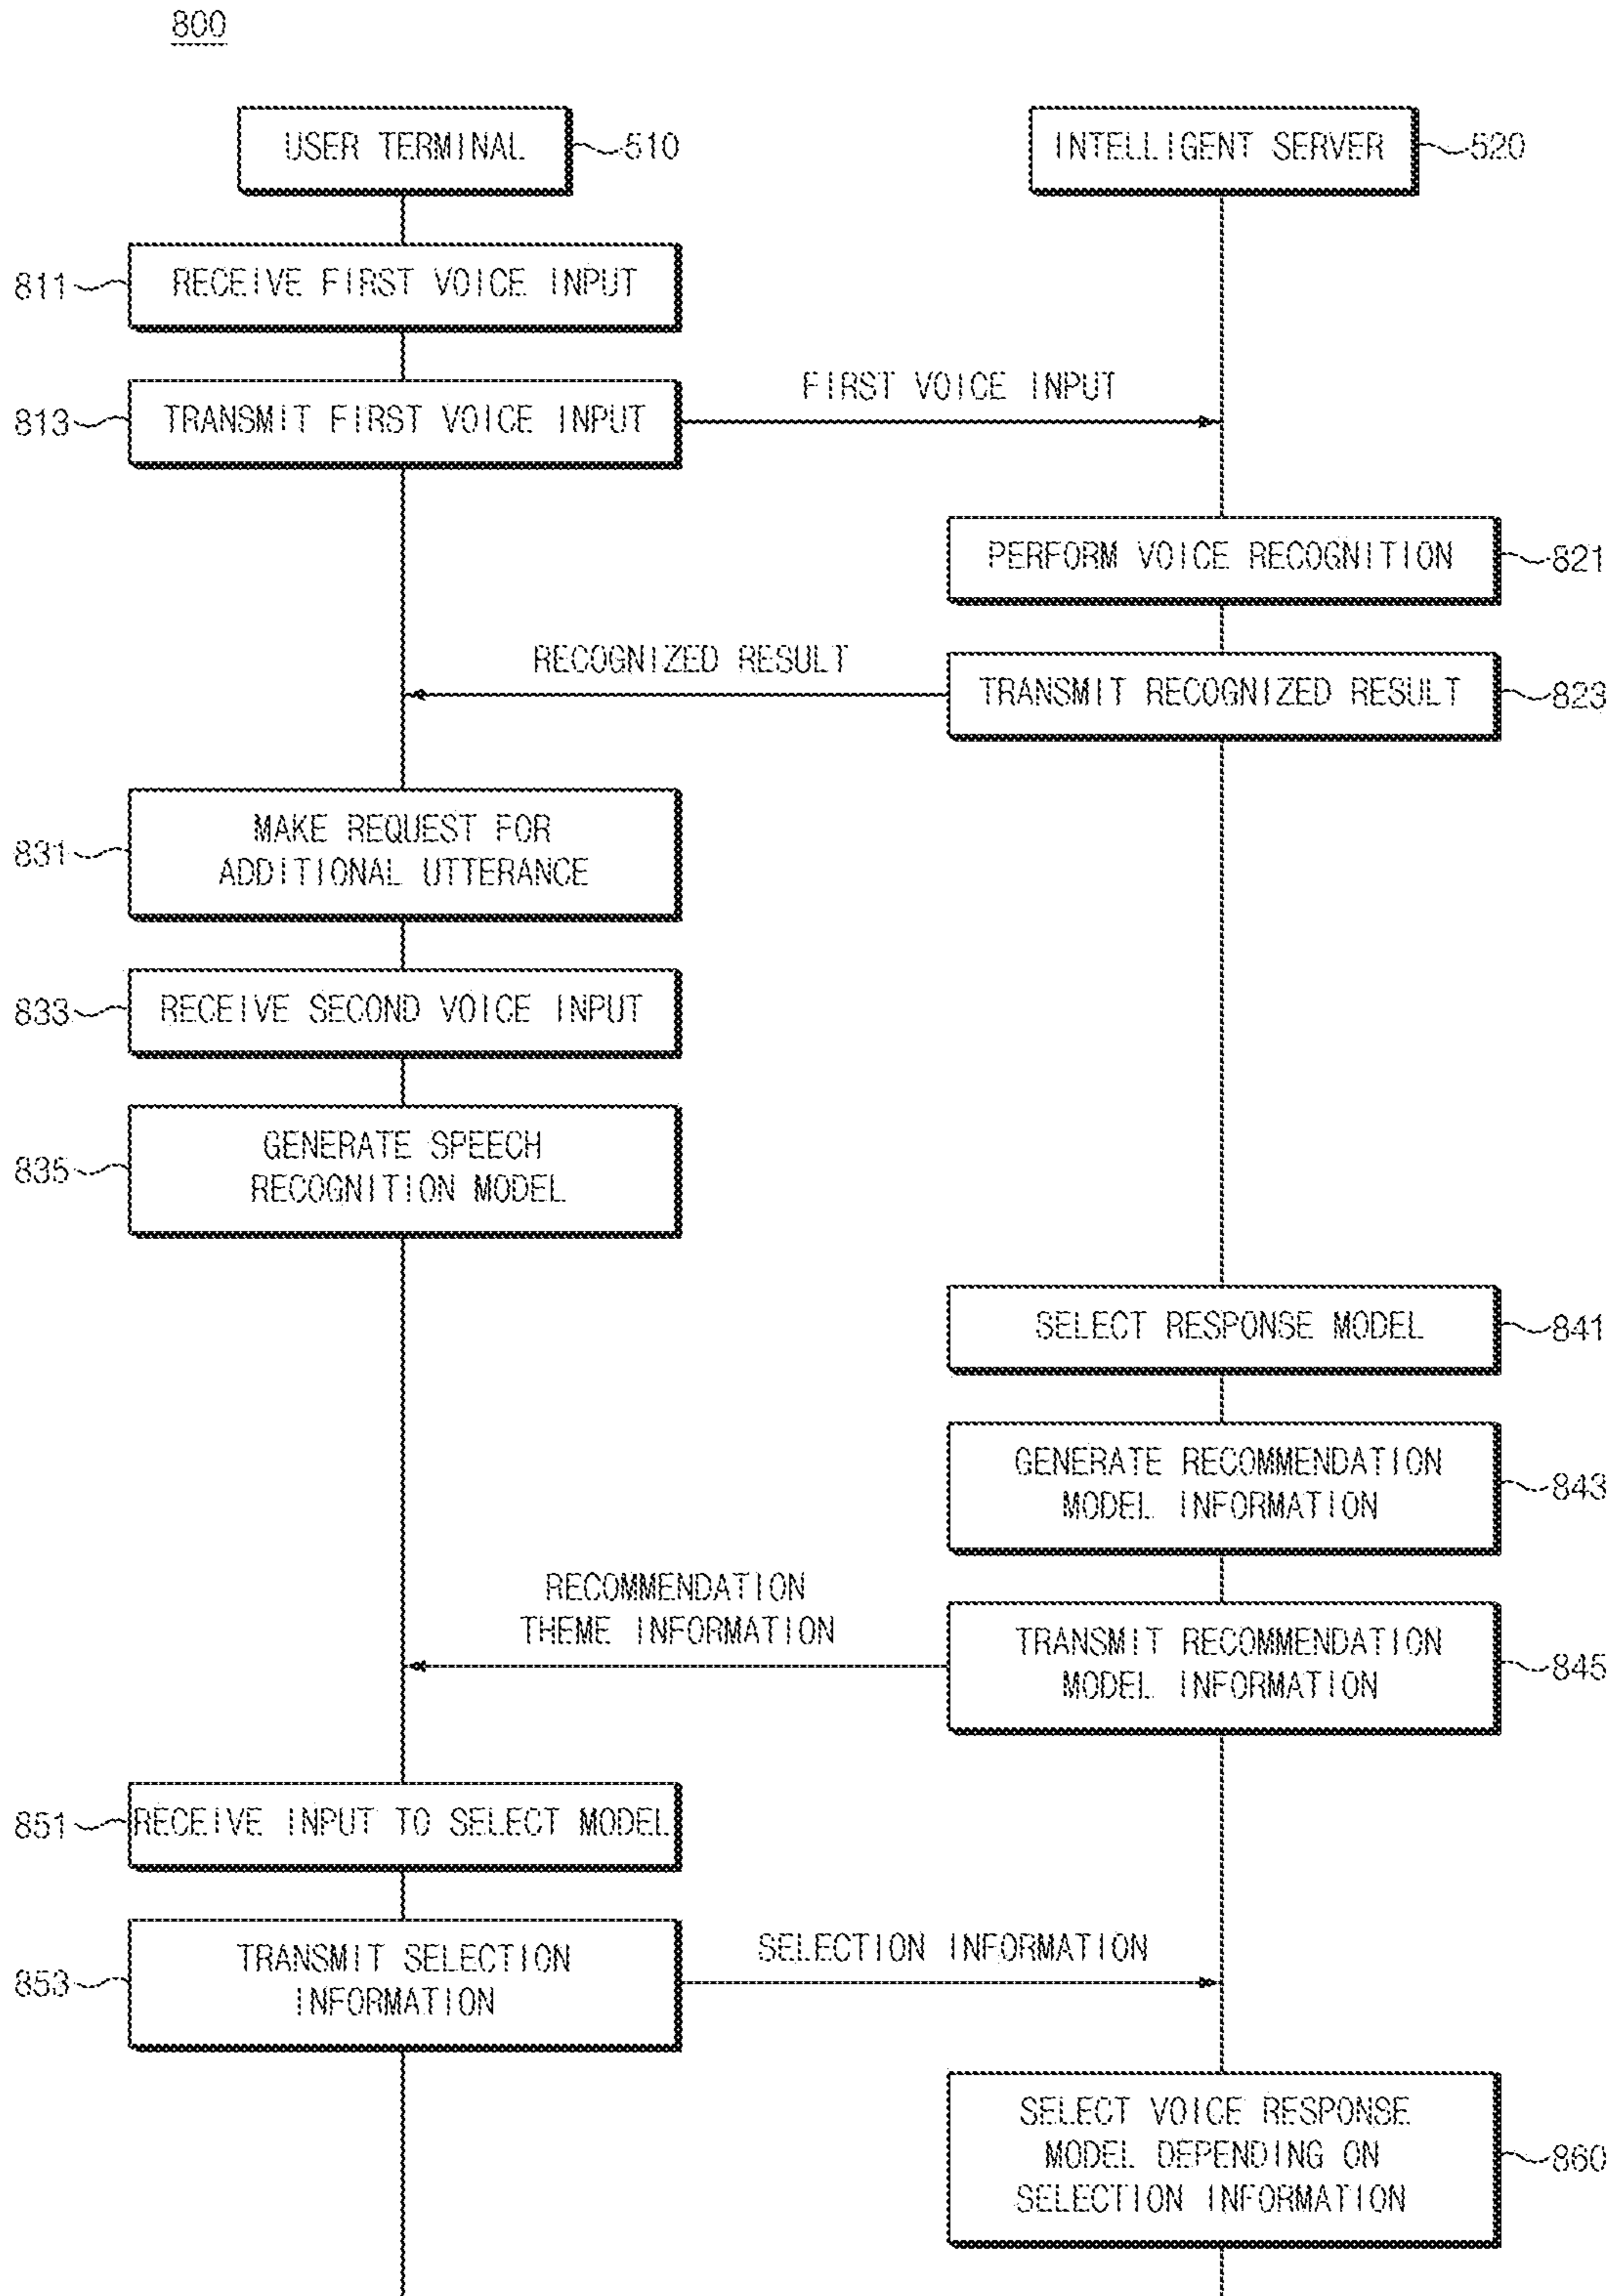 800
USER TERMINAL
510
INTELLIGENT SERVER
520
811
RECEIVE FIRST VOICE INPUT
813
TRANSMIT FIRST VOICE INPUT
FIRST VOICE INPUT
PERFORM VOICE RECOGNITION
821
RECOGNIZED RESULT
TRANSMIT RECOGNIZED RESULT
823
831
MAKE REQUEST FOR
ADDITIONAL UTTERANCE
833
RECEIVE SECOND VOICE INPUT
835
GENERATE SPEECH
RECOGNITION MODEL
SELECT RESPONSE MODEL
841
GENERATE RECOMMENDATION
MODEL INFORMATION
843
RECOMMENDATION
THEME INFORMATION
TRANSMIT RECOMMENDATION
MODEL INFORMATION
845
851
RECEIVE INPUT TO SELECT MODEL
853
TRANSMIT SELECTION
INFORMATION
SELECTION INFORMATION
SELECT VOICE RESPONSE
MODEL DEPENDING ON
SELECTION INFORMATION
860